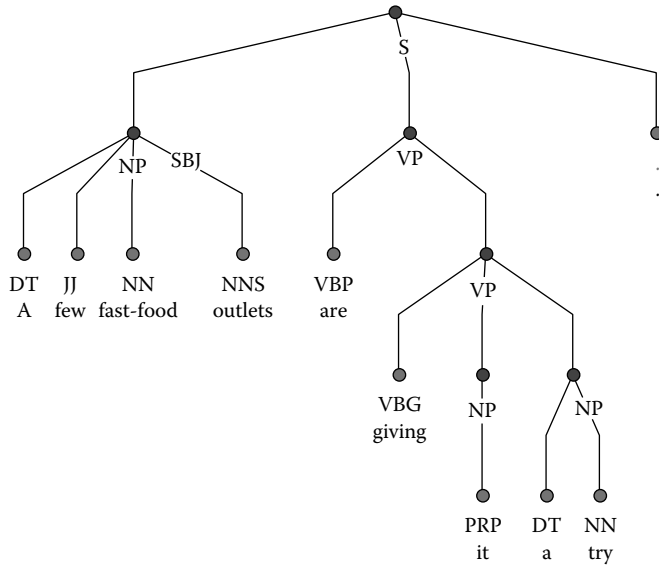 S
NP SBJ VP
DT JJ NN NNS VBP
A few fast-food outlets are
VP
VBG NP NP
giving
PRP DT NN
it a try